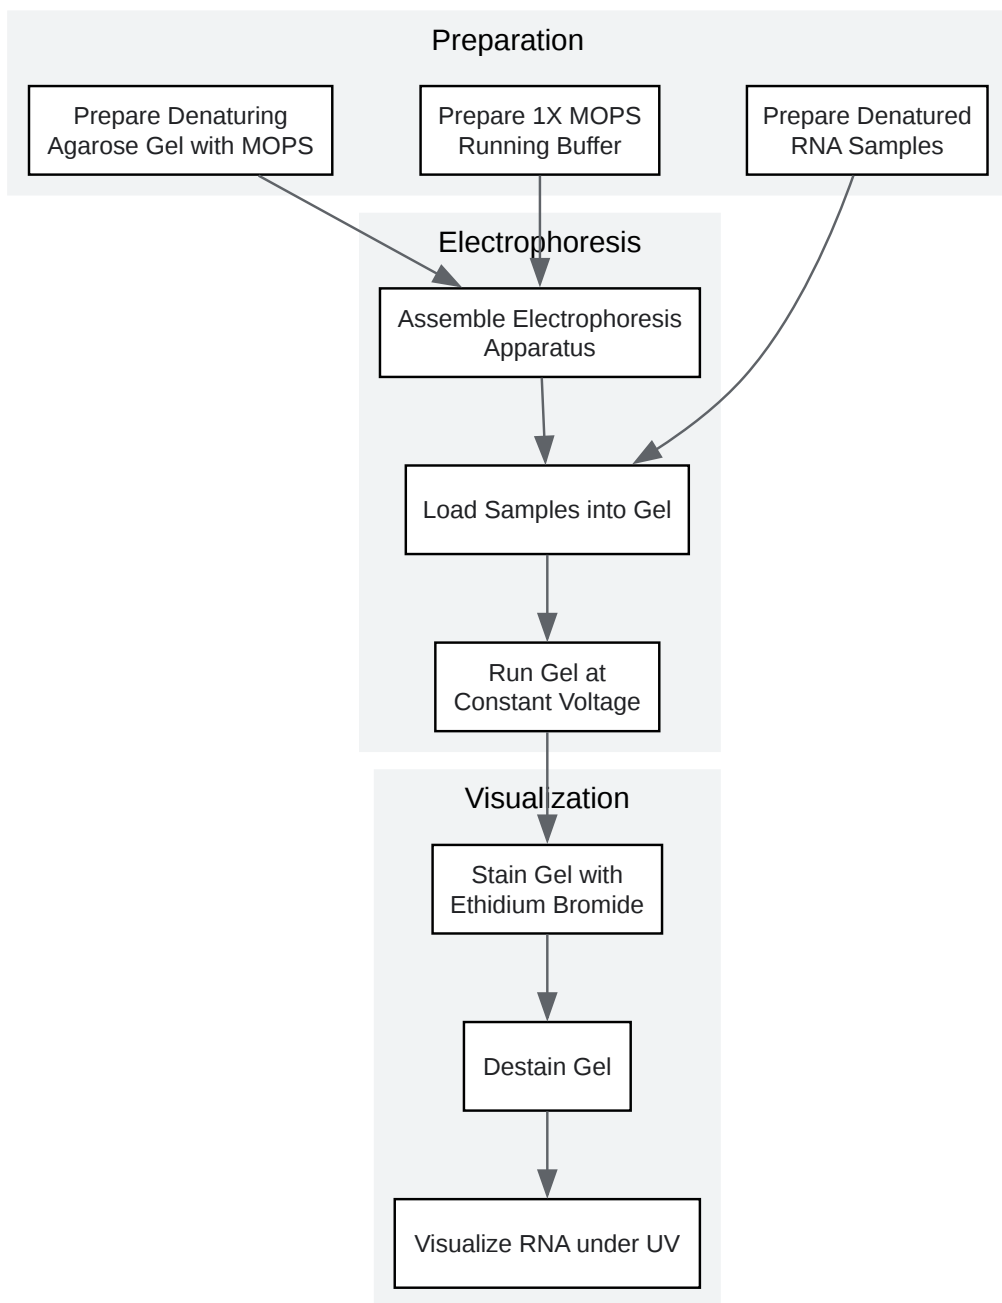 Preparation
Prepare Denaturing
Agarose Gel with MOPS
Prepare 1X MOPS
Running Buffer
Prepare Denatured
RNA Samples
Electrophoresis
Assemble Electrophoresis
Apparatus
Load Samples into Gel
Run Gel at
Constant Voltage
Visualization
Stain Gel with
Ethidium Bromide
Destain Gel
Visualize RNA under UV